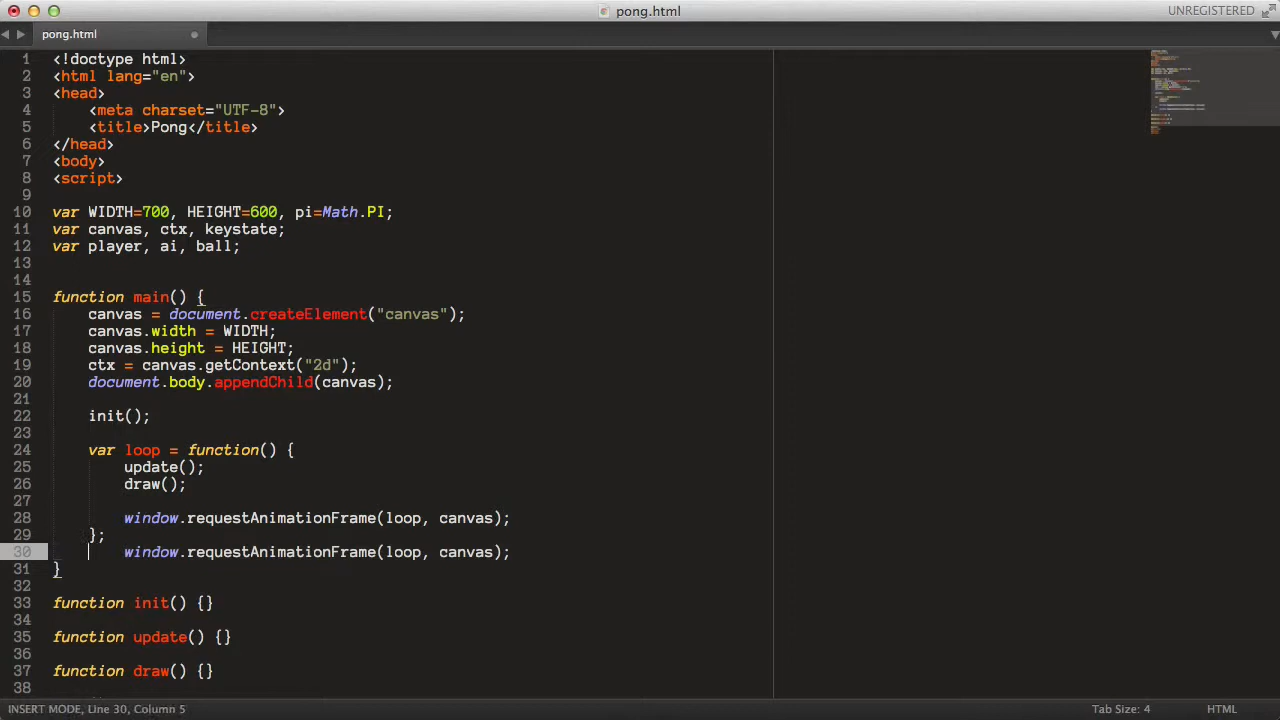 pong.html
UNREGISTERED
pong.html
1 <!doctype html>
2 <html lang="en">
3 <head>
4     <meta charset="UTF-8">
5     <title>Pong</title>
6 </head>
7 <body>
8 <script>
9
10 var WIDTH=700, HEIGHT=600, pi=Math.PI;
11 var canvas, ctx, keystate;
12 var player, ai, ball;
13
14
15 function main() {
16     canvas = document.createElement("canvas");
17     canvas.width = WIDTH;
18     canvas.height = HEIGHT;
19     ctx = canvas.getContext("2d");
20     document.body.appendChild(canvas);
21
22     init();
23
24     var loop = function() {
25         update();
26         draw();
27
28         window.requestAnimationFrame(loop, canvas);
29     };
30         window.requestAnimationFrame(loop, canvas);
31 }
32
33 function init() {}
34
35 function update() {}
36
37 function draw() {}
38
INSERT MODE, Line 30, Column 5
Tab Size: 4
HTML